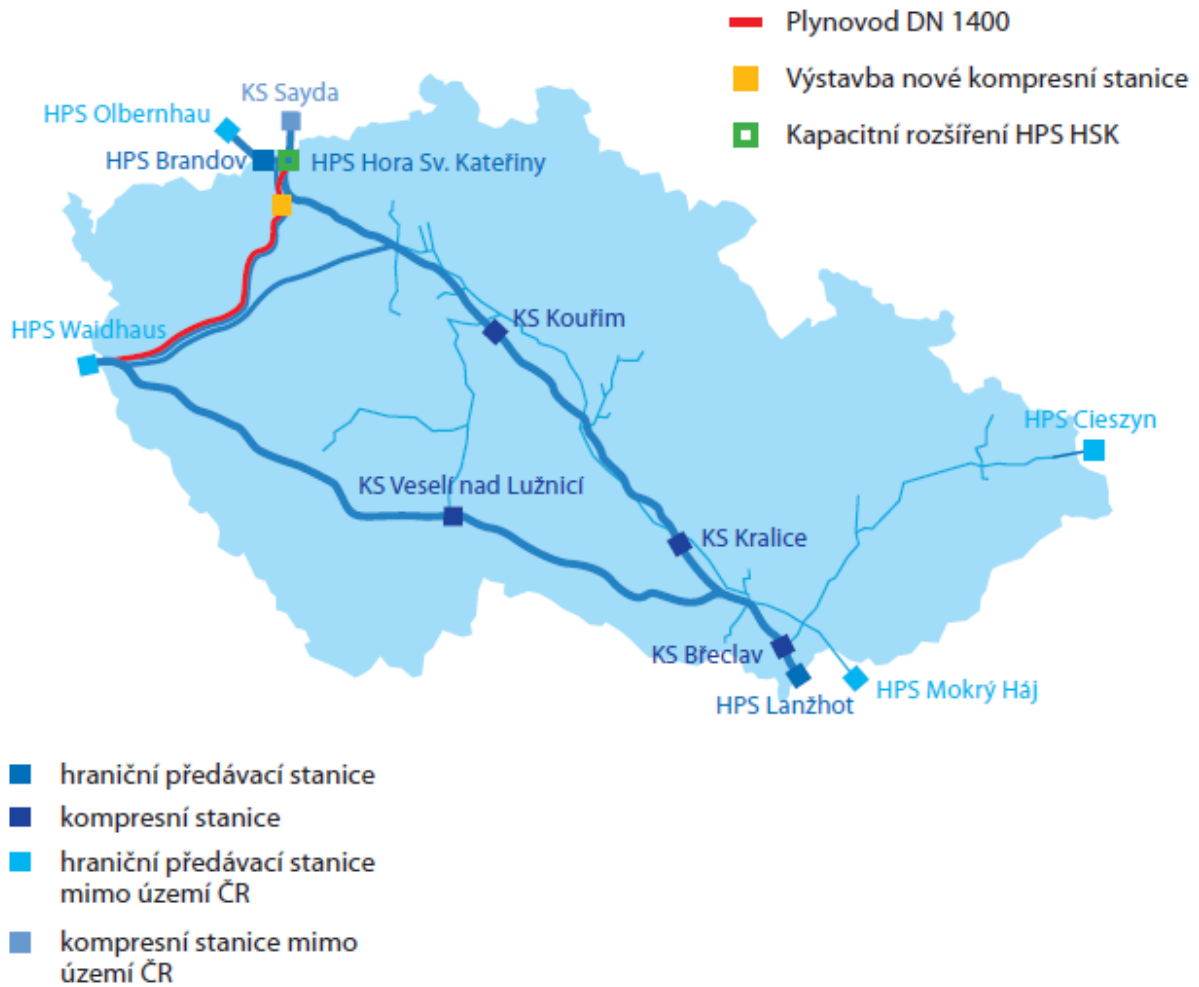 Plynovod DN 1400
Výstavba nové kompresní stanice
Kapacitní rozšíření HPS HSK
KS Sayda
HPS Olbernhau
HPS Brandov
HPS Hora Sv. Kateřiny
KS Kouřim
HPS Waidhaus
HPS Cieszyn
KS Veselí nad Lužnicí
KS Kralice
KS Břeclav
HPS Mokrý Háj
HPS Lanžhot
hraniční předávací stanice
kompresní stanice
hraniční předávací stanice
mimo území ČR
kompresní stanice mimo
území ČR